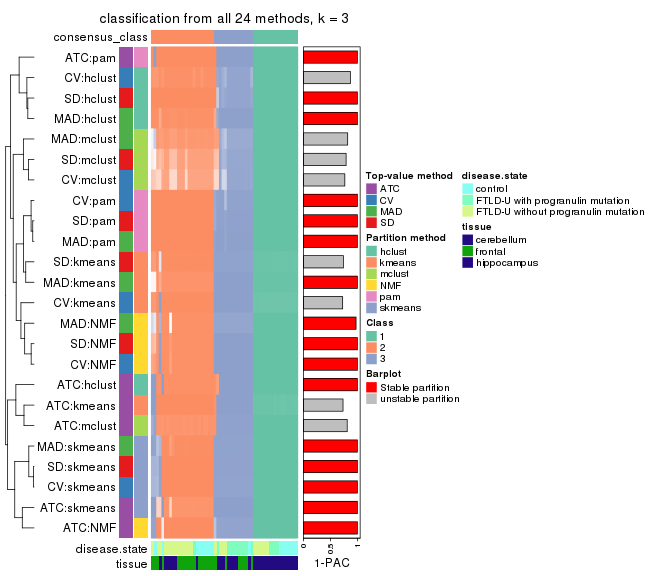 classification from all 24 methods, k = 3
consensus_class
ATC:pam
CV:hclust
SD:hclust
MAD:hclust
MAD:mclust
SD:mclust
CV:mclust
CV:pam
SD:pam
MAD:pam
SD:kmeans
MAD:kmeans
CV:kmeans
MAD:NMF
SD:NMF
CV:NMF
ATC:hclust
ATC:kmeans
ATC:mclust
MAD:skmeans
SD:skmeans
CV:skmeans
ATC:skmeans
ATC:NMF
disease.state
tissue
0
0.5
1
1-PAC
Top-value method
ATC
CV
MAD
SD
Partition method
hclust
kmeans
mclust
NMF
pam
skmeans
Class
1
2
3
Barplot
Stable partition
unstable partition
disease.state
control
FTLD-U with progranulin mutation
FTLD-U without progranulin mutation
tissue
cerebellum
frontal
hippocampus